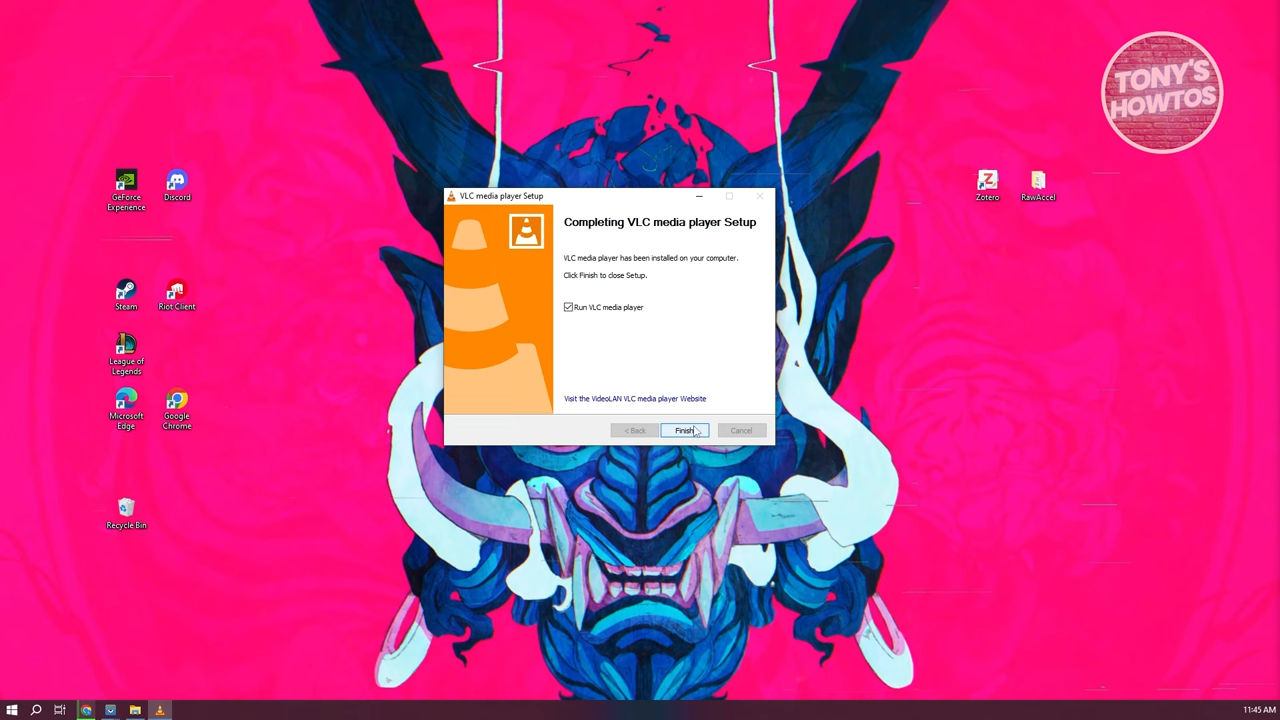 TONY'S
HOWTOS
GeForce
Experience
Discord
Zotero
RawAccel
VLC media player Setup
Completing VLC media player Setup
VLC media player has been installed on your computer.
Click Finish to close Setup.
Run VLC media player
Visit the VideoLAN VLC media player Website
< Back
Finish
Cancel
Steam
Riot Client
League of
Legends
Microsoft
Edge
Google
Chrome
Recycle Bin
11:45 AM